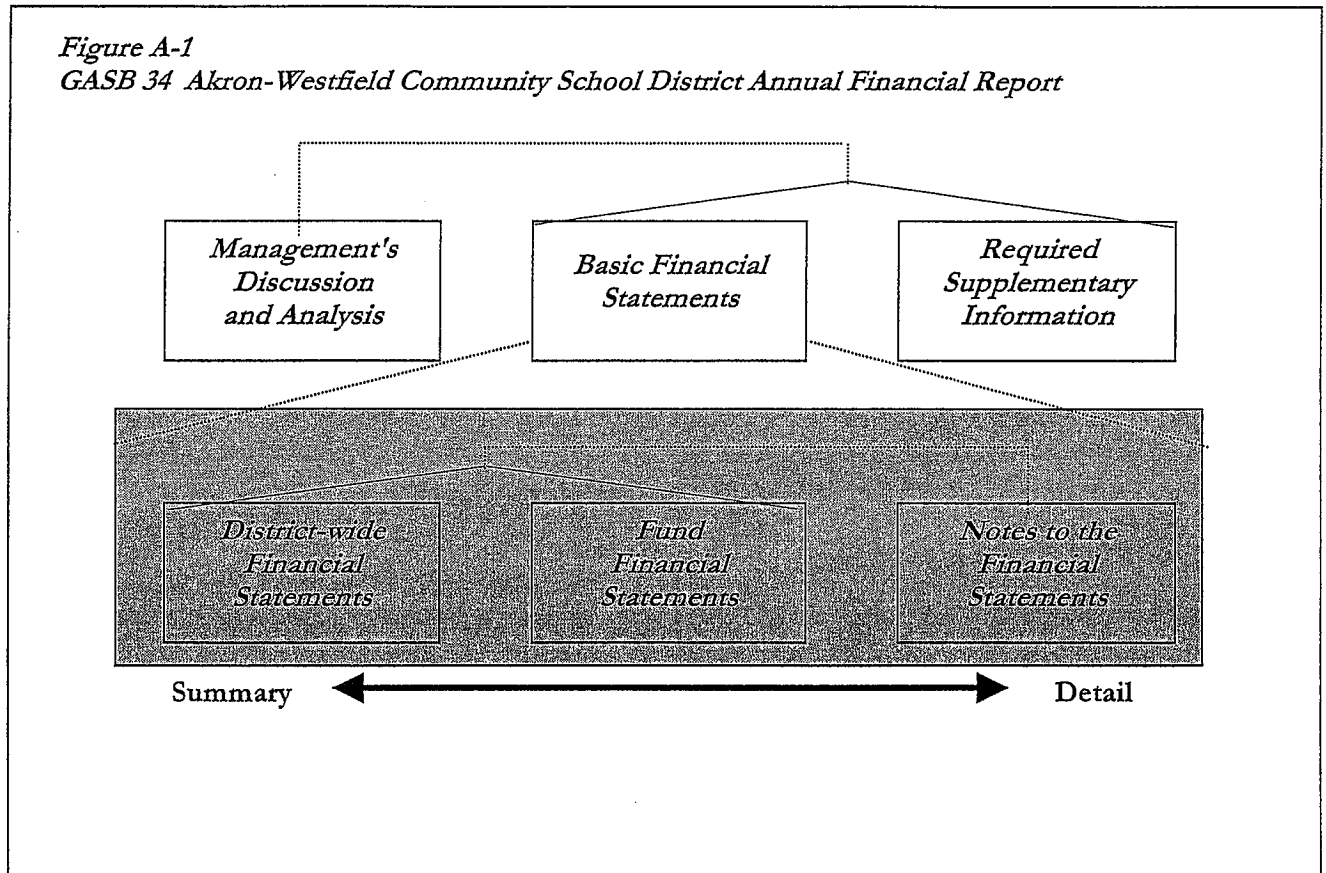 Figure A-1
GASB 34 Akron-Westfield Community School District Annual Financial Report
Management's
Discussion
and Analysis
Basic Financial
Statements
Required
Supplementary
Information
District-wide
Financial
Statements
Fund
Financial
Statements
Notes to the
Financial
Statements
Summary
Detail